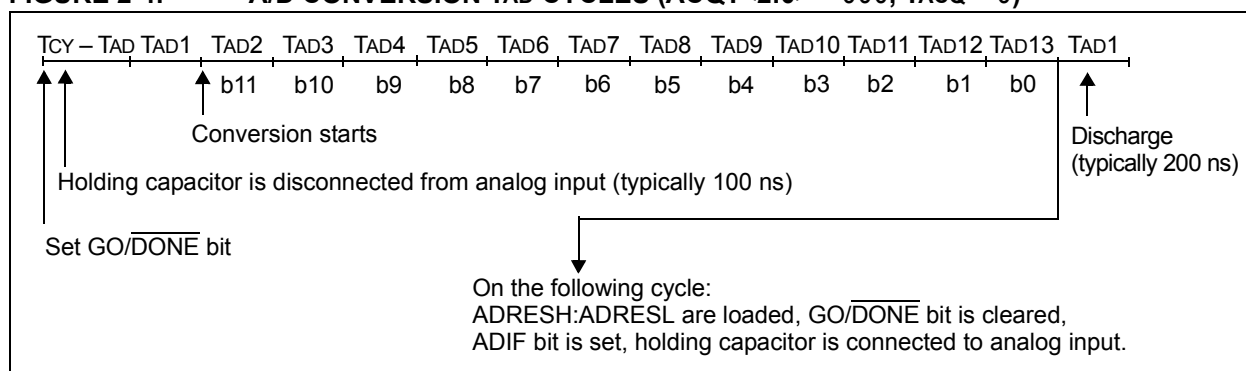 TCY – TAD TAD1 TAD2 TAD3 TAD4 TAD5 TAD6 TAD7 TAD8 TAD9 TAD10 TAD11 TAD12 TAD13 TAD1
b11 b10 b9 b8 b7 b6 b5 b4 b3 b2 b1 b0
Conversion starts
Discharge
(typically 200 ns)
Holding capacitor is disconnected from analog input (typically 100 ns)
Set GO/DONE bit
On the following cycle:
ADRESH:ADRESL are loaded, GO/DONE bit is cleared,
ADIF bit is set, holding capacitor is connected to analog input.